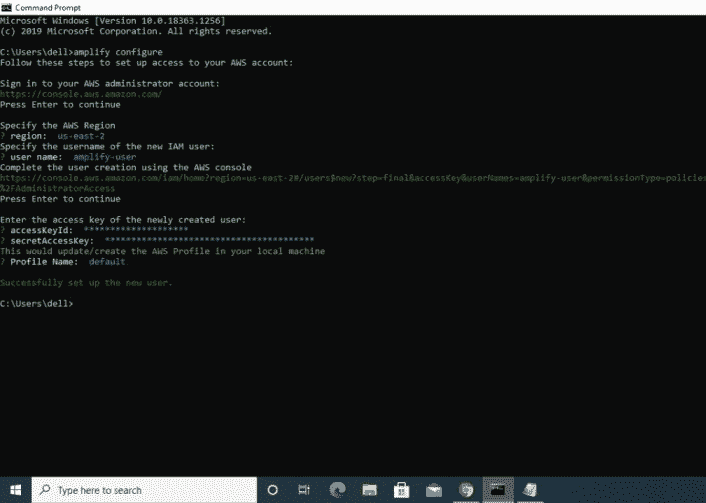 Command Prompt
Microsoft Windows [Version 10.0.18363.1256]
(c) 2019 Microsoft Corporation. All rights reserved.
C:\Users\dell>amplify configure
Follow these steps to set up access to your AWS account:
Sign in to your AWS administrator account:
https://console.aws.amazon.com/
Press Enter to continue
Specify the AWS Region
? region:  us-east-2
Specify the username of the new IAM user:
? user name:  amplify-user
Complete the user creation using the AWS console
https://console.aws.amazon.com/iam/home?region=us-east-2#/users$new?step=final&accessKey&userNames=amplify-user&permissionType=policies
%2FAdministratorAccess
Press Enter to continue
Enter the access key of the newly created user:
? accessKeyId:  ********************
? secretAccessKey:  ****************************************
This would update/create the AWS Profile in your local machine
? Profile Name:  default
Successfully set up the new user.
C:\Users\dell>
Type here to search